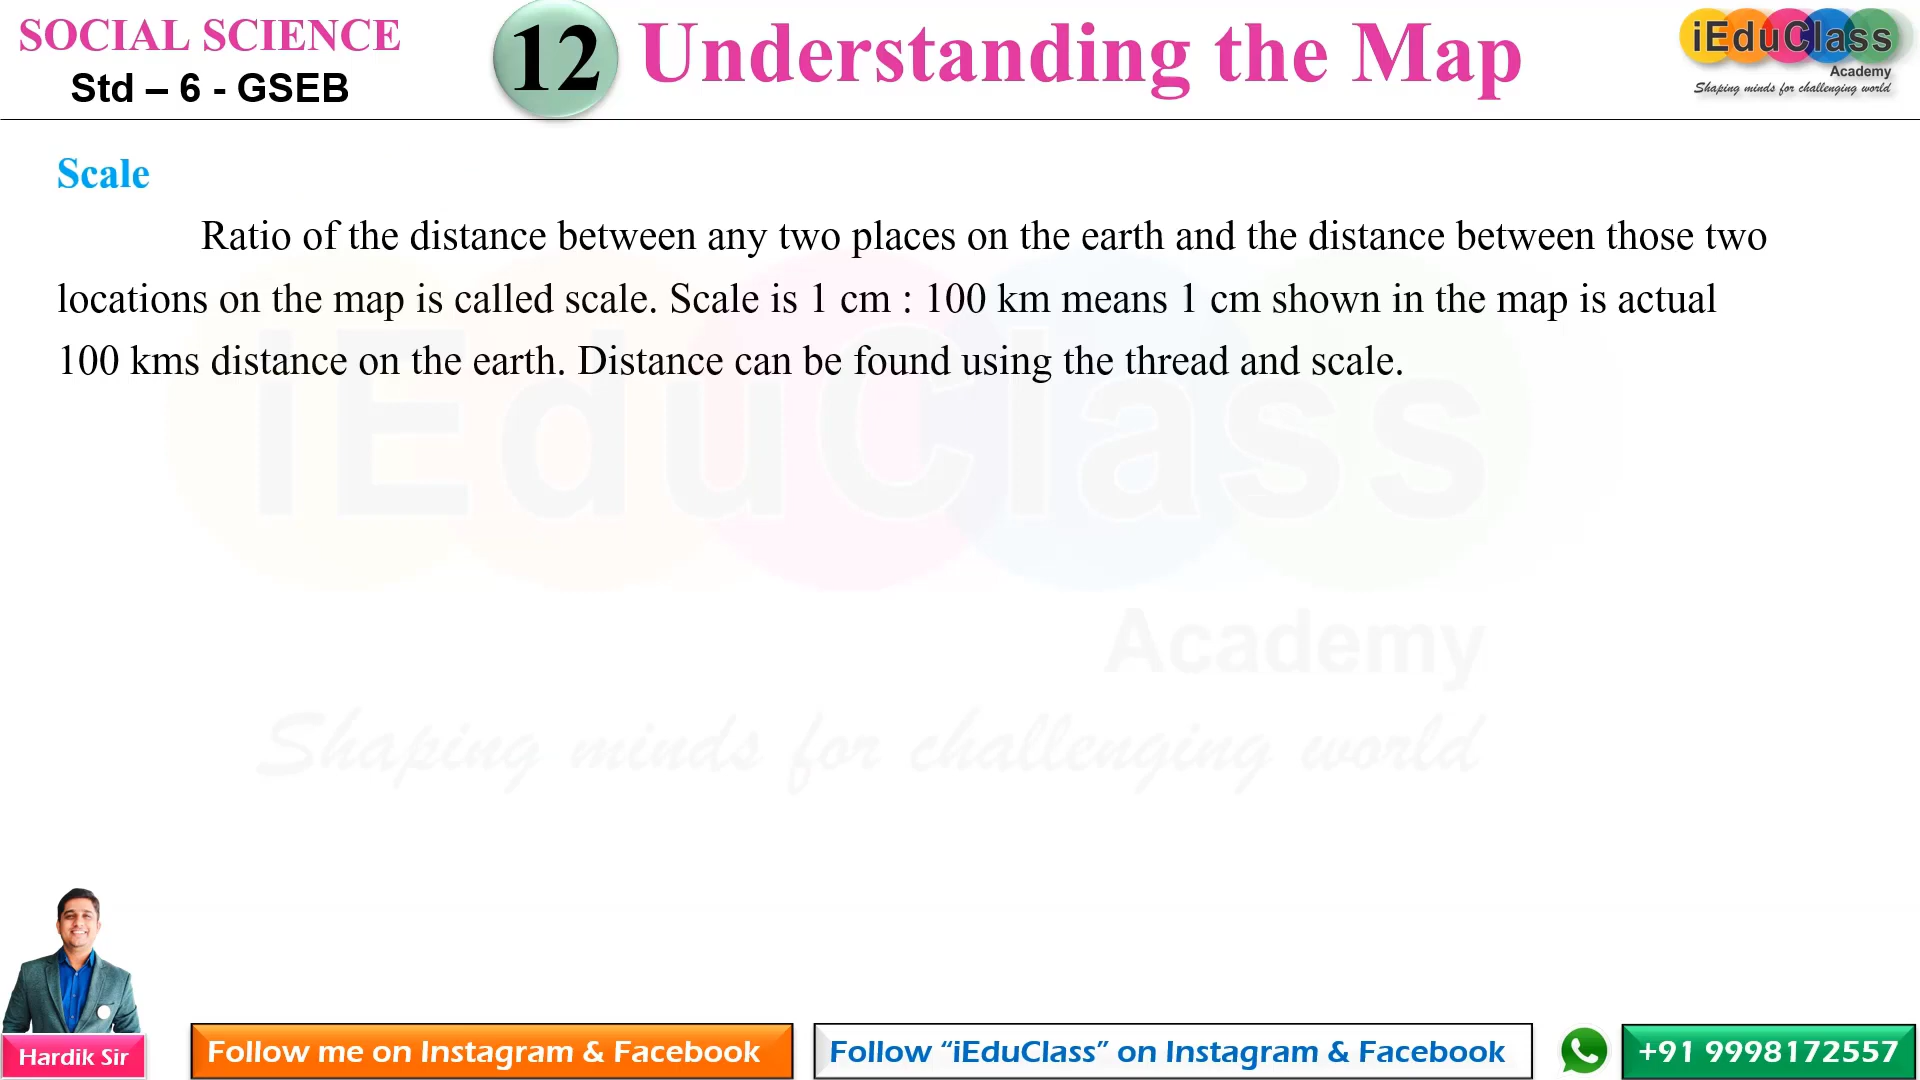 SOCIAL SCIENCE
Std – 6 - GSEB
12 Understanding the Map
iEduClass
Academy
Shaping minds for challenging world
Scale
Ratio of the distance between any two places on the earth and the distance between those two
locations on the map is called scale. Scale is 1 cm : 100 km means 1 cm shown in the map is actual
100 kms distance on the earth. Distance can be found using the thread and scale.
iEduClass
Academy
Shaping minds for challenging world
Hardik Sir
Follow me on Instagram & Facebook
Follow “iEduClass” on Instagram & Facebook
+91 9998172557